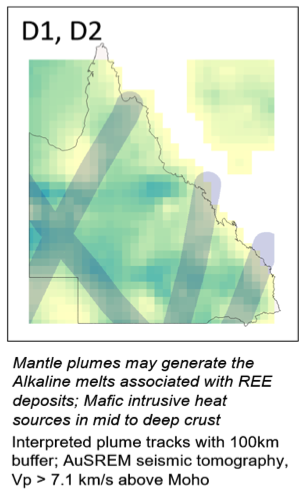 D1, D2
Mantle plumes may generate the
Alkaline melts associated with REE
deposits; Mafic intrusive heat
sources in mid to deep crust
Interpreted plume tracks with 100km
buffer; AuSREM seismic tomography,
Vp > 7.1 km/s above Moho